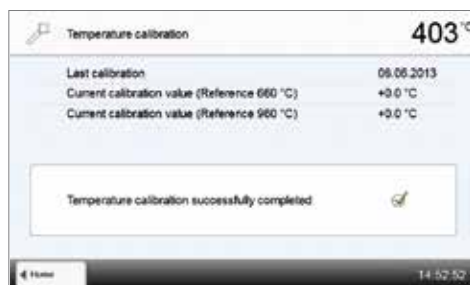 Temperature calibration 403°C
Last calibration 06.06.2013
Current calibration value (Reference 660 °C) +0.0 °C
Current calibration value (Reference 960 °C) +0.0 °C
Temperature calibration successfully completed
Home 14:52:52